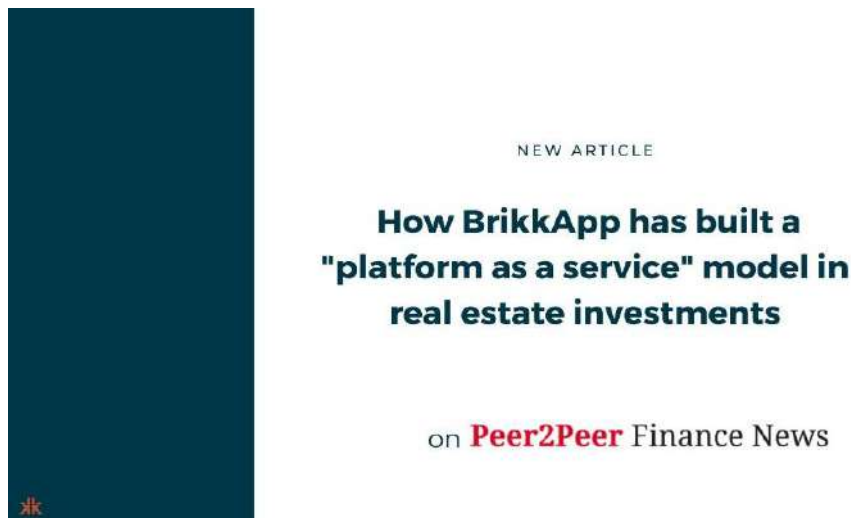 NEW ARTICLE
How BrikkApp has built a
"platform as a service" model in
real estate investments
on Peer2Peer Finance News